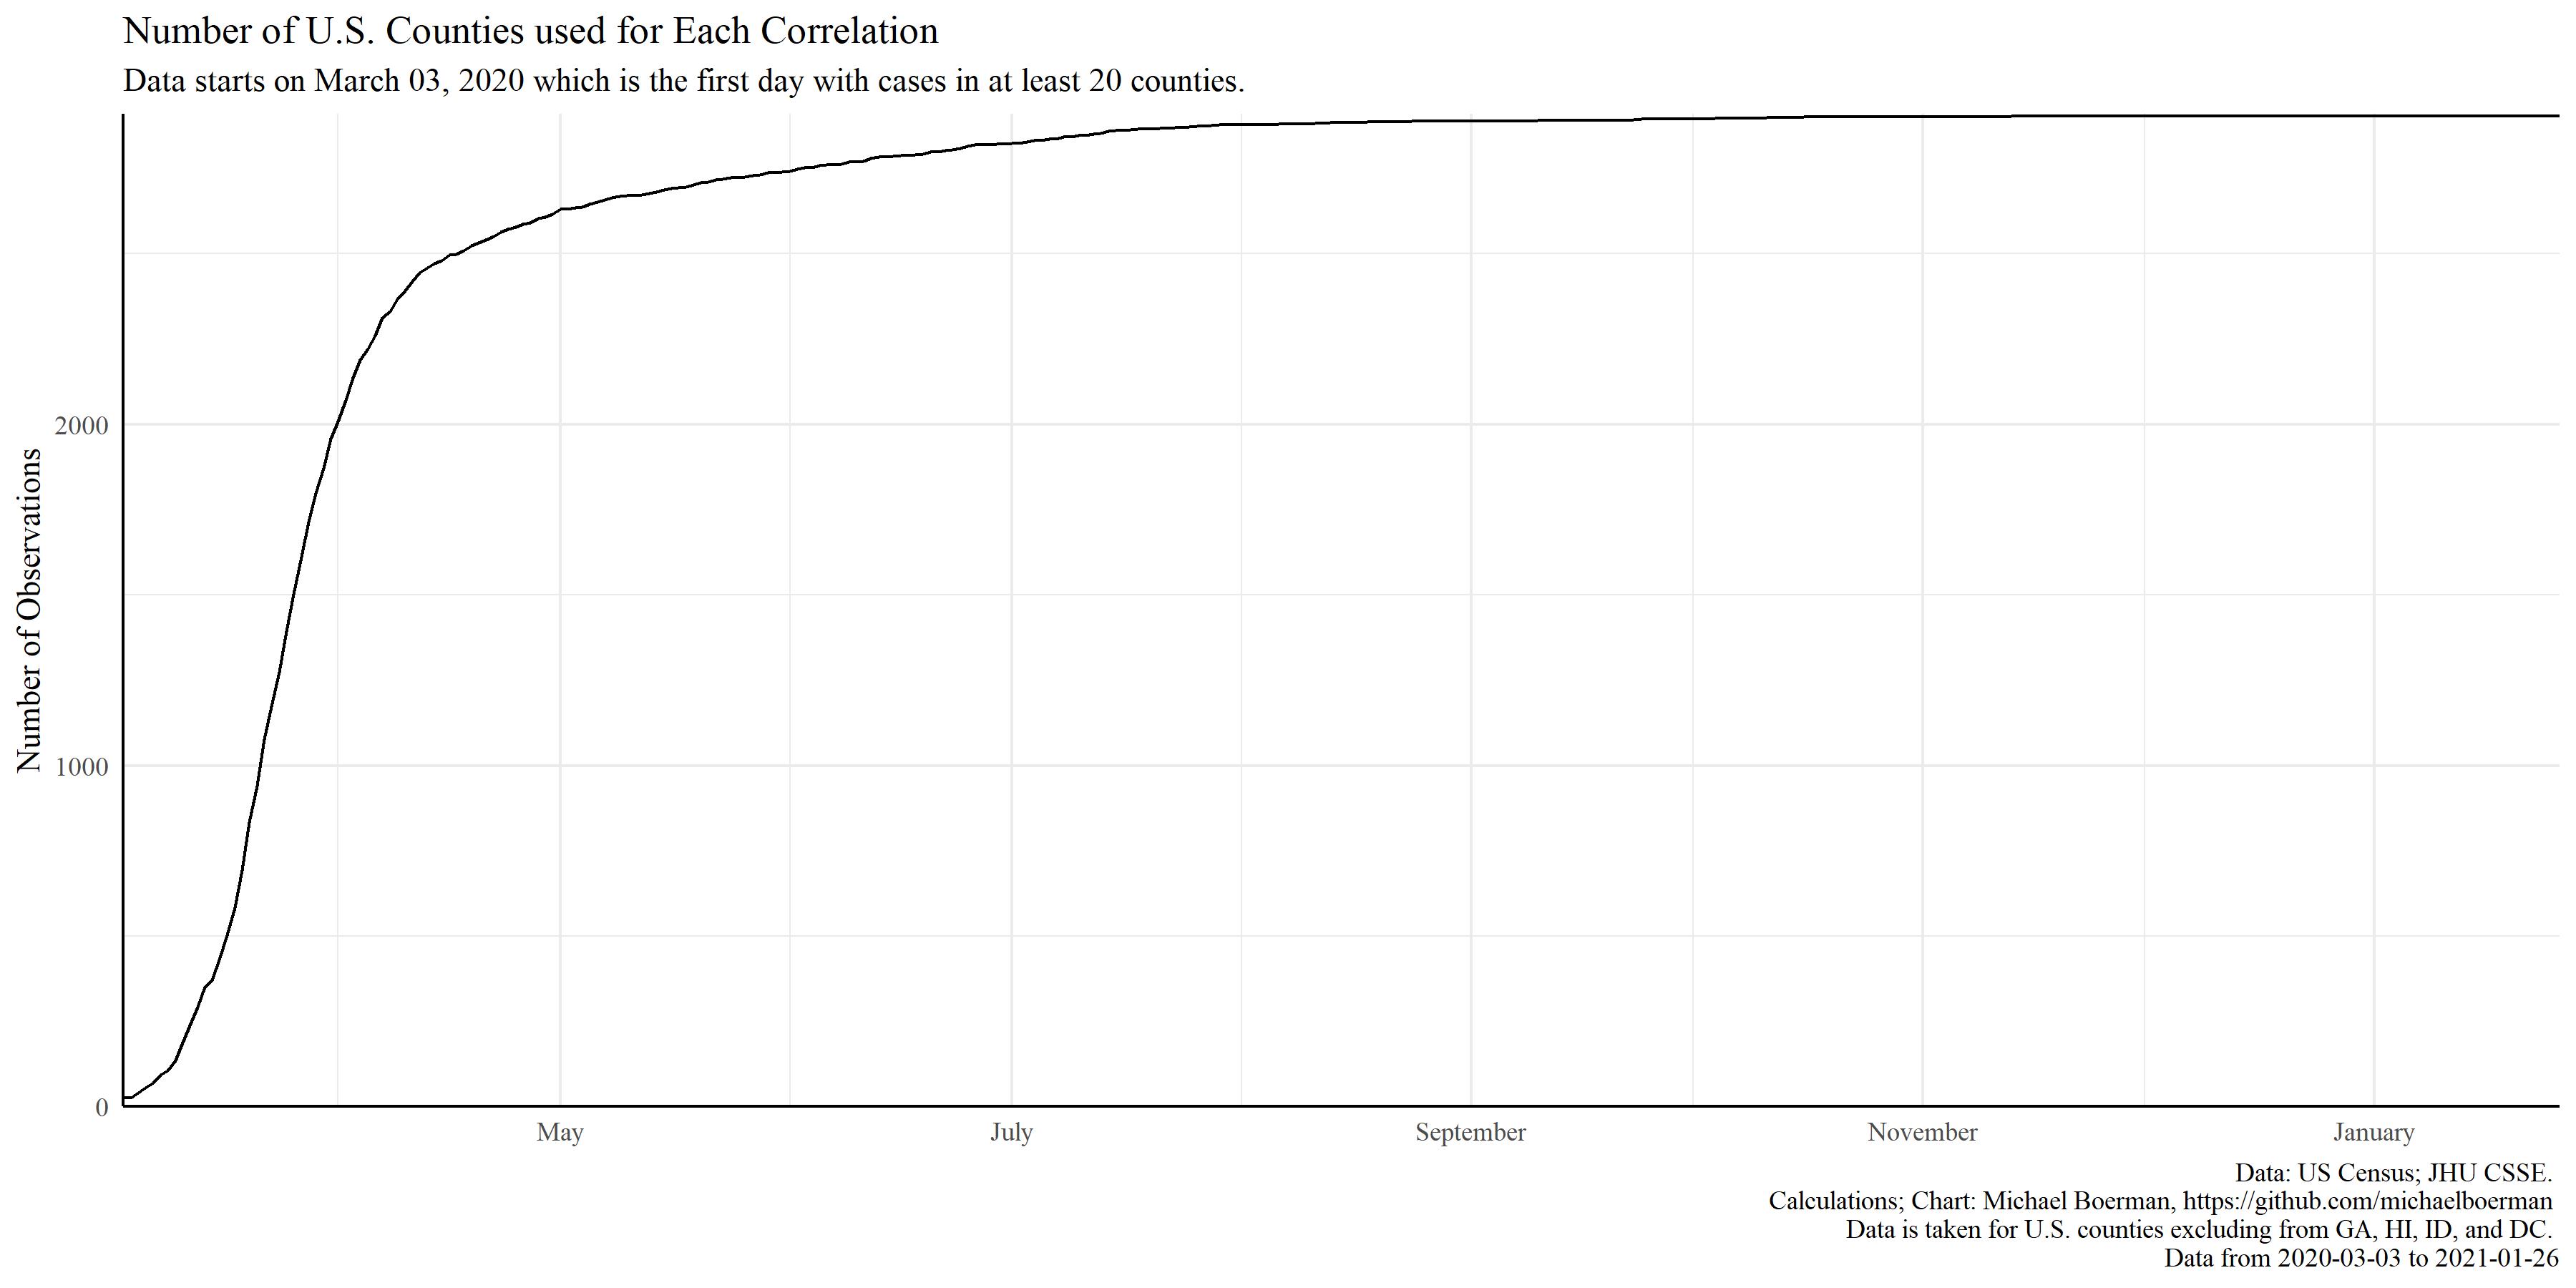 Number of U.S. Counties used for Each Correlation
Data starts on March 03, 2020 which is the first day with cases in at least 20 counties.
Number of Observations
2000
1000
0
May
July
September
November
January
Data: US Census; JHU CSSE.
Calculations; Chart: Michael Boerman, https://github.com/michaelboerman
Data is taken for U.S. counties excluding from GA, HI, ID, and DC.
Data from 2020-03-03 to 2021-01-26